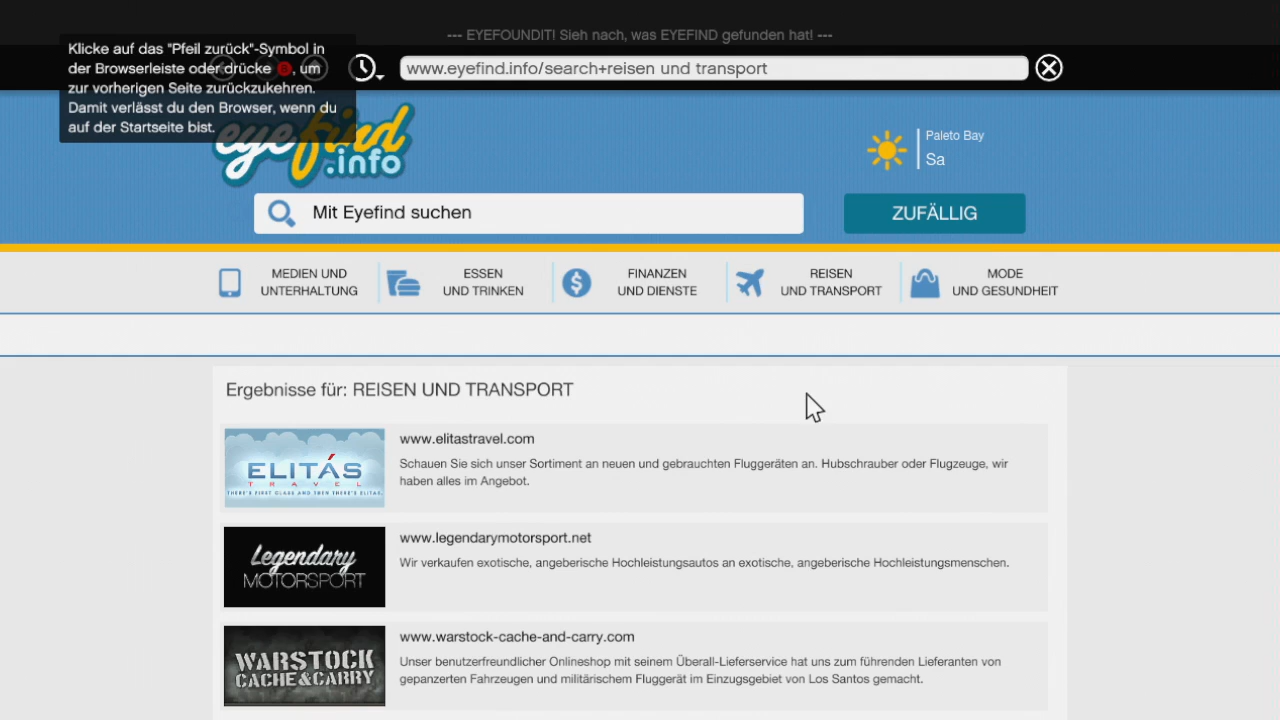 --- EYEFOUNDIT! Sieh nach, was EYEFIND gefunden hat! ---
Klicke auf das "Pfeil zurück"-Symbol in
der Browserleiste oder drücke B, um
zur vorherigen Seite zurückzukehren.
Damit verlässt du den Browser, wenn du
auf der Startseite bist.
www.eyefind.info/search+reisen und transport
eyefind
.info
Paleto Bay
Sa
Mit Eyefind suchen
ZUFÄLLIG
MEDIEN UND
UNTERHALTUNG
ESSEN
UND TRINKEN
FINANZEN
UND DIENSTE
REISEN
UND TRANSPORT
MODE
UND GESUNDHEIT
Ergebnisse für: REISEN UND TRANSPORT
ELITÁS
TRAVEL
THERE'S FIRST CLASS AND THEN THERE'S ELITAS.
www.elitastravel.com
Schauen Sie sich unser Sortiment an neuen und gebrauchten Fluggeräten an. Hubschrauber oder Flugzeuge, wir
haben alles im Angebot.
Legendary
MOTORSPORT
www.legendarymotorsport.net
Wir verkaufen exotische, angeberische Hochleistungsautos an exotische, angeberische Hochleistungsmenschen.
WARSTOCK
CACHE&CARRY
www.warstock-cache-and-carry.com
Unser benutzerfreundlicher Onlineshop mit seinem Überall-Lieferservice hat uns zum führenden Lieferanten von
gepanzerten Fahrzeugen und militärischem Fluggerät im Einzugsgebiet von Los Santos gemacht.